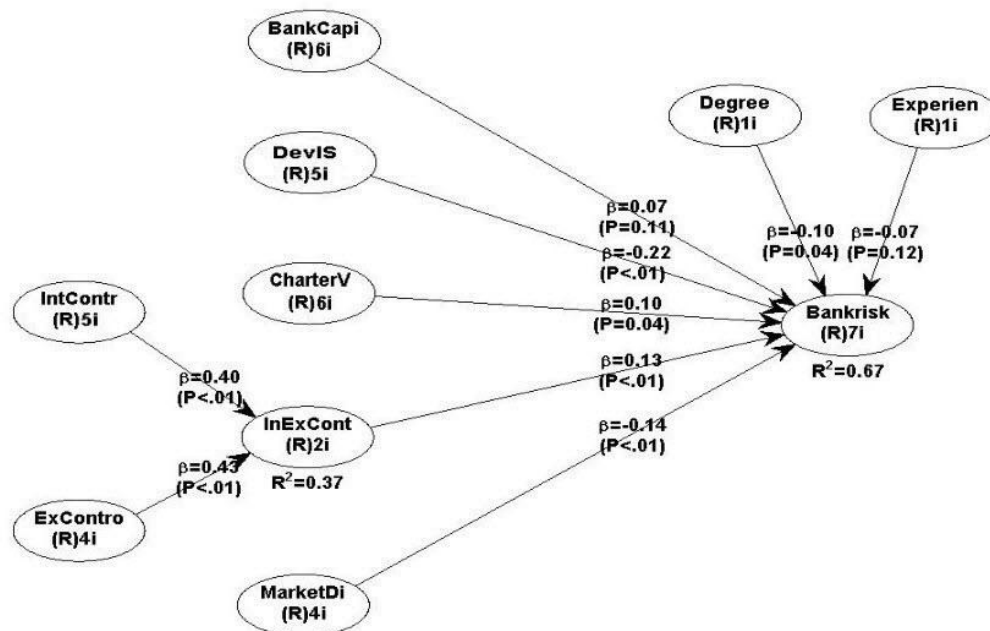 BankCapi
(R)6i
Degree
(R)1i
Experien
(R)1i
DevIS
(R)5i
β=0.07
(P=0.11)
β=-0.10
(P=0.04)
β=-0.07
(P=0.12)
β=-0.22
(P<.01)
CharterV
(R)6i
β=0.10
(P=0.04)
IntContr
(R)5i
Bankrisk
(R)7i
R²=0.67
β=0.40
(P<.01)
β=0.13
(P<.01)
InExCont
(R)2i
R²=0.37
β=-0.14
(P<.01)
β=0.43
(P<.01)
ExContro
(R)4i
MarketDi
(R)4i